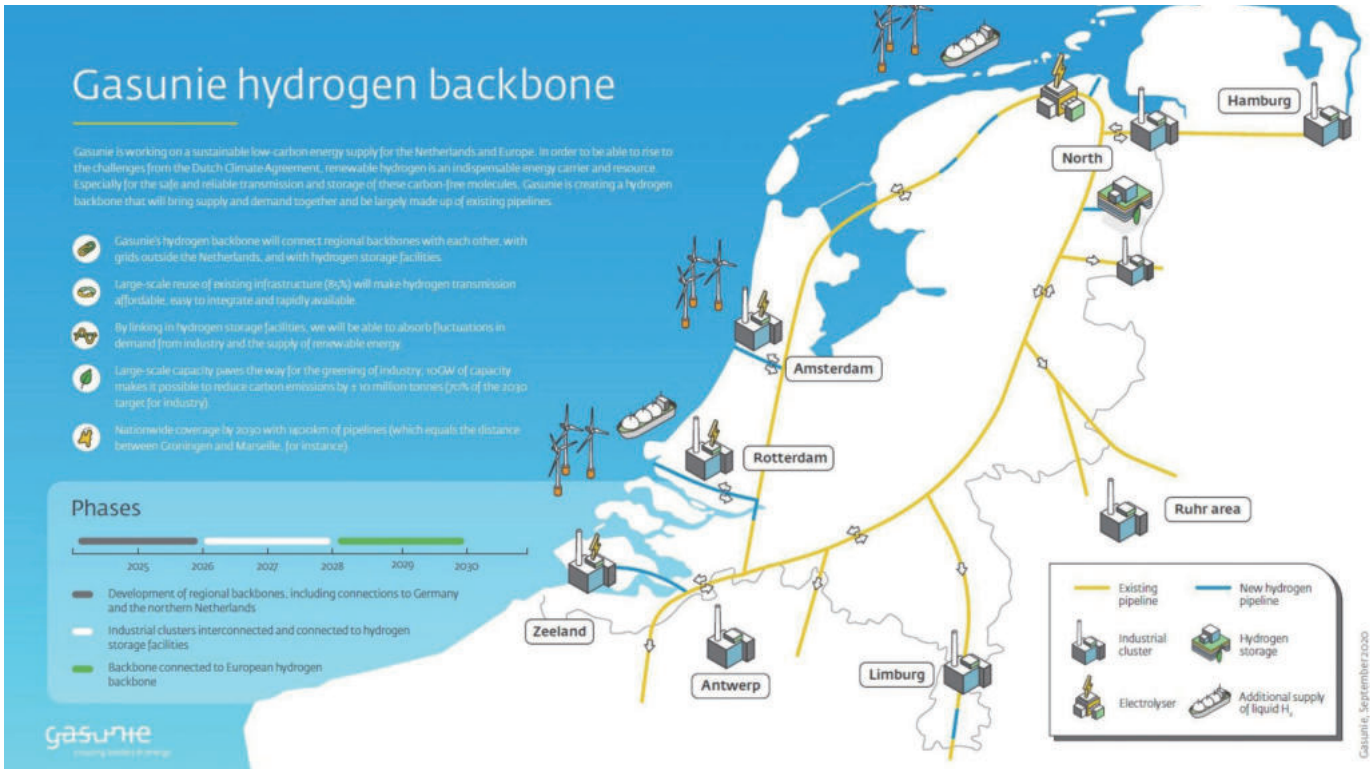 Gasunie hydrogen backbone
Gasunie is working on a sustainable low-carbon energy supply for the Netherlands and Europe. In order to be able to rise to
the challenges from the Dutch Climate Agreement, renewable hydrogen is an indispensable energy carrier and resource.
Especially for the safe and reliable transmission and storage of these carbon-free molecules, Gasunie is creating a hydrogen
backbone that will bring supply and demand together and be largely made up of existing pipelines.
Gasunie's hydrogen backbone will connect regional backbones with each other, with
grids outside the Netherlands, and with hydrogen storage facilities.
Large-scale reuse of existing infrastructure (85%) will make hydrogen transmission
affordable, easy to integrate and rapidly available.
By linking in hydrogen storage facilities, we will be able to absorb fluctuations in
demand from industry and the supply of renewable energy.
Large-scale capacity paves the way for the greening of industry; 10GW of capacity
makes it possible to reduce carbon emissions by ± 10 million tonnes (70% of the 2030
target for industry)
Nationwide coverage by 2030 with 1400km of pipelines (which equals the distance
between Groningen and Marseille, for instance)
Phases
2025 2026 2027 2028 2029 2030
Development of regional backbones, including connections to Germany
and the northern Netherlands
Industrial clusters interconnected and connected to hydrogen
storage facilities
Backbone connected to European hydrogen
backbone
gasunie
Hamburg
North
Amsterdam
Rotterdam
Ruhr area
Zeeland
Antwerp
Limburg
Existing
pipeline
New hydrogen
pipeline
Industrial
cluster
Hydrogen
storage
Electrolyser
Additional supply
of liquid H₂
Gasunie, September 2020